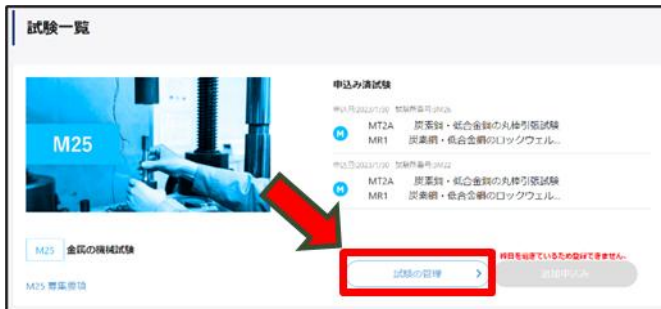 試験一覧
M25
申込み済試験
MT2A 炭素鋼・低合金鋼の丸棒引張試験
MR1 炭素鋼・低合金鋼のロックウェル...
MT2A 炭素鋼・低合金鋼の丸棒引張試験
MR1 炭素鋼・低合金鋼のロックウェル...
M25 金属の機械試験
締切日を過ぎているため登録できません。
試験の管理
追加申込み
M25 募集要項